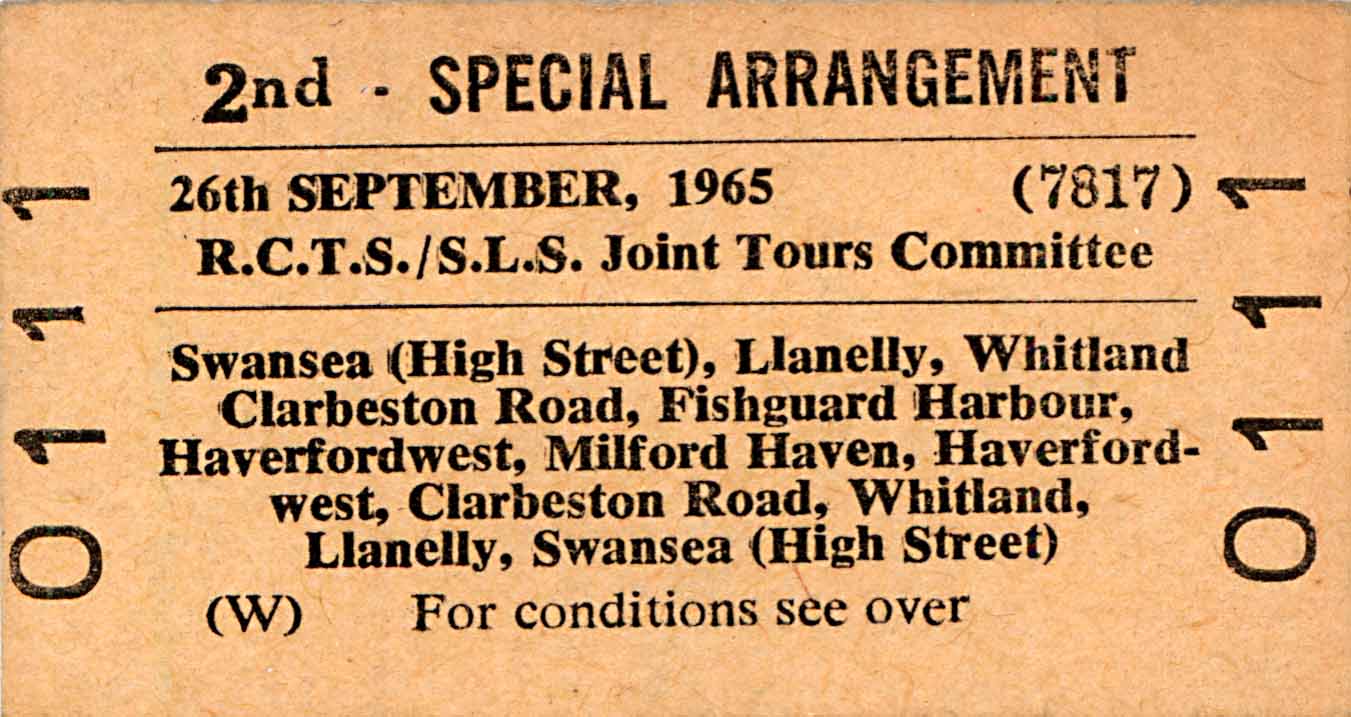 2nd - SPECIAL ARRANGEMENT
26th SEPTEMBER, 1965 (7817)
R.C.T.S./S.L.S. Joint Tours Committee
Swansea (High Street), Llanelly, Whitland
Clarbeston Road, Fishguard Harbour,
Haverfordwest, Milford Haven, Haverford-
west, Clarbeston Road, Whitland,
Llanelly, Swansea (High Street)
(W) For conditions see over
0111
0111